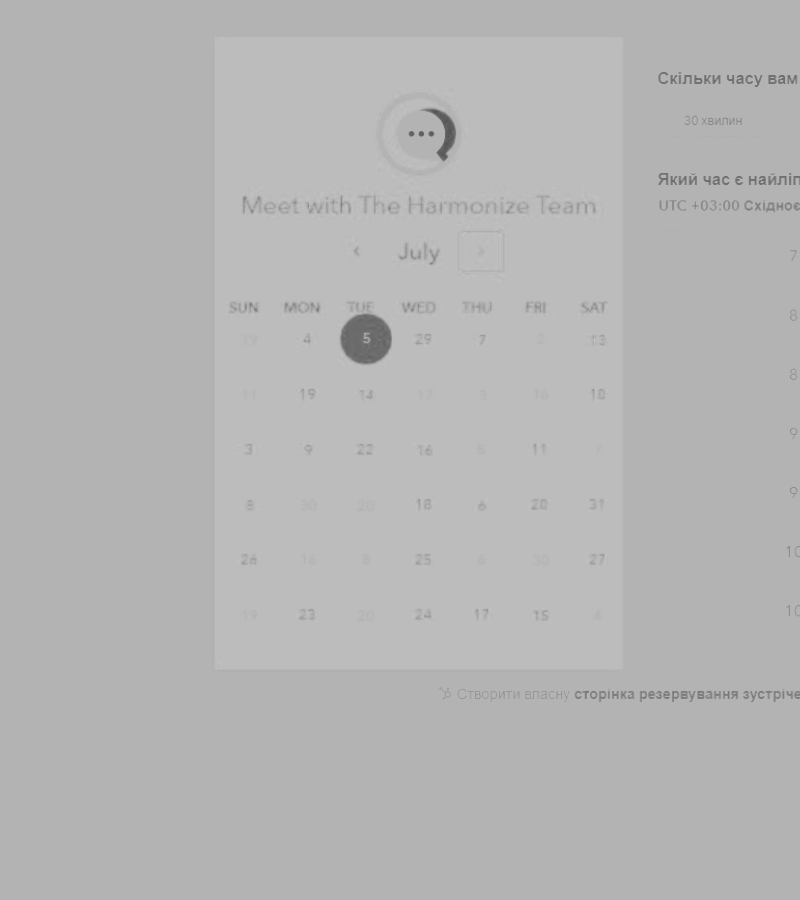 Meet with The Harmonize Team
July
SUN MON TUE WED THU FRI SAT
19 4 5 29 7 2 13
11 19 14 17 3 16 10
3 9 22 16 5 11 7
8 30 20 18 6 28 31
26 16 8 25 6 30 27
19 23 20 24 17 15 4
Скільки часу вам
30 хвилин
Який час є найліп
UTC +03:00 Східноє
7
8
8
9
9
10
10
Створити власну сторінка резервування зустріче